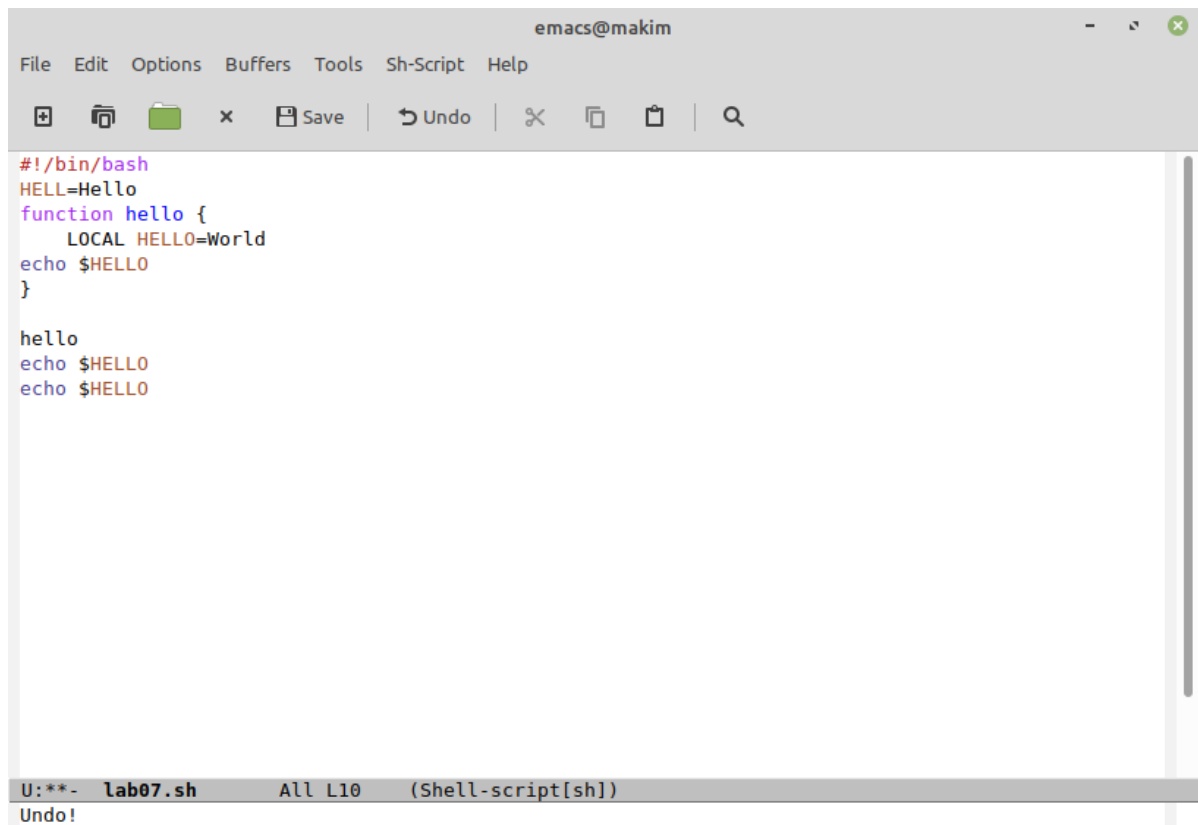 emacs@makim
File Edit Options Buffers Tools Sh-Script Help
Save Undo
#!/bin/bash
HELL=Hello
function hello {
    LOCAL HELLO=World
echo $HELLO
}
hello
echo $HELLO
echo $HELLO
U:**- lab07.sh All L10 (Shell-script[sh])
Undo!